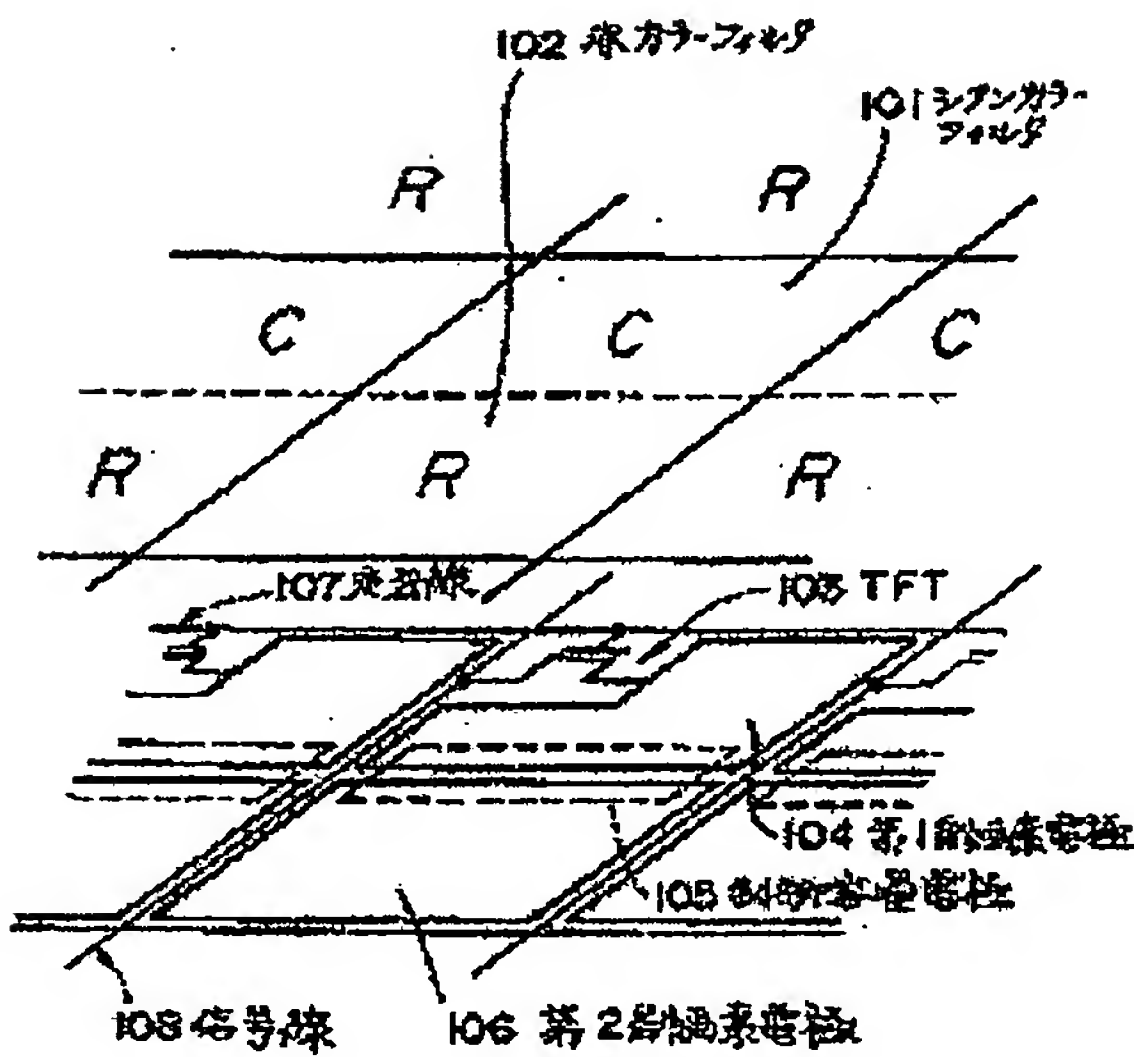 102 赤カラーフィルタ
101 シアンカラー
フィルタ
R R
C C C
R R R
107 走査線
103 TFT
104 第1副画素電極
105 制御容量電極
108 信号線
106 第2副画素電極